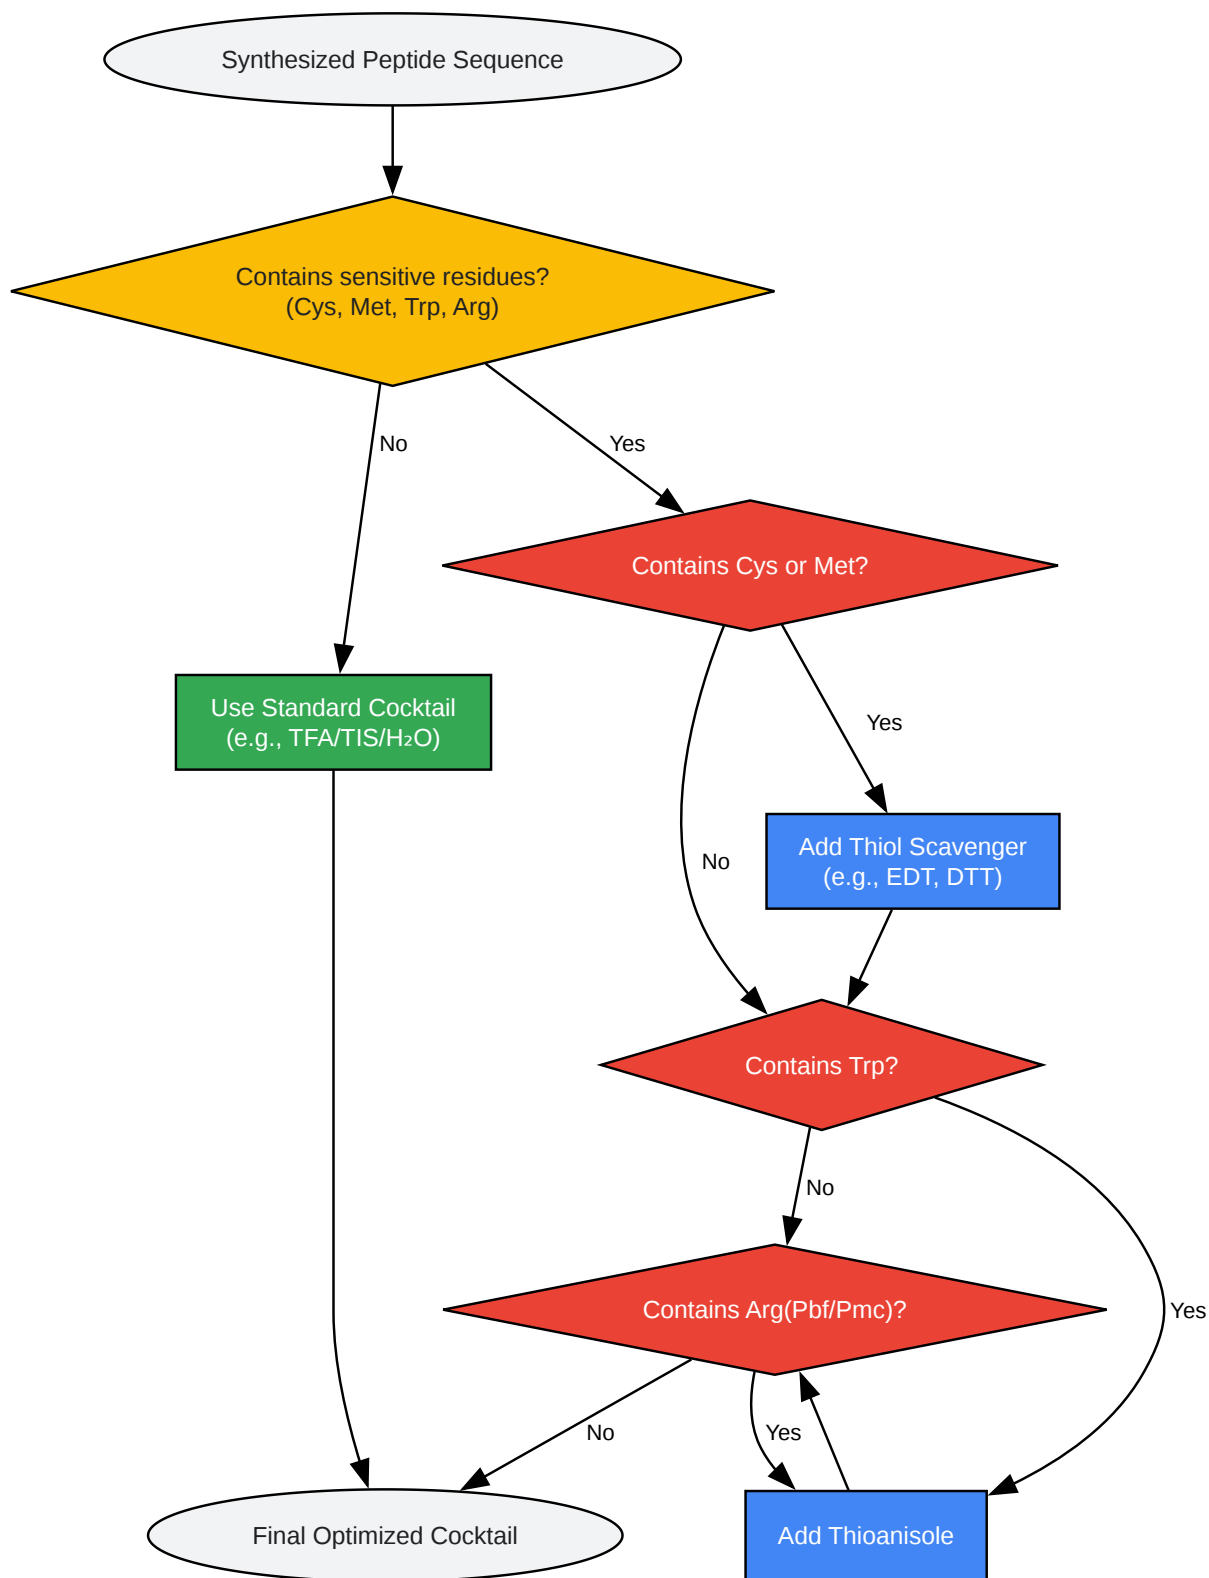 Synthesized Peptide Sequence
Contains sensitive residues?
(Cys, Met, Trp, Arg)
No
Yes
Contains Cys or Met?
Use Standard Cocktail
(e.g., TFA/TIS/H₂O)
Yes
Add Thiol Scavenger
(e.g., EDT, DTT)
No
Contains Trp?
No
Contains Arg(Pbf/Pmc)?
Yes
No
Yes
Final Optimized Cocktail
Add Thioanisole